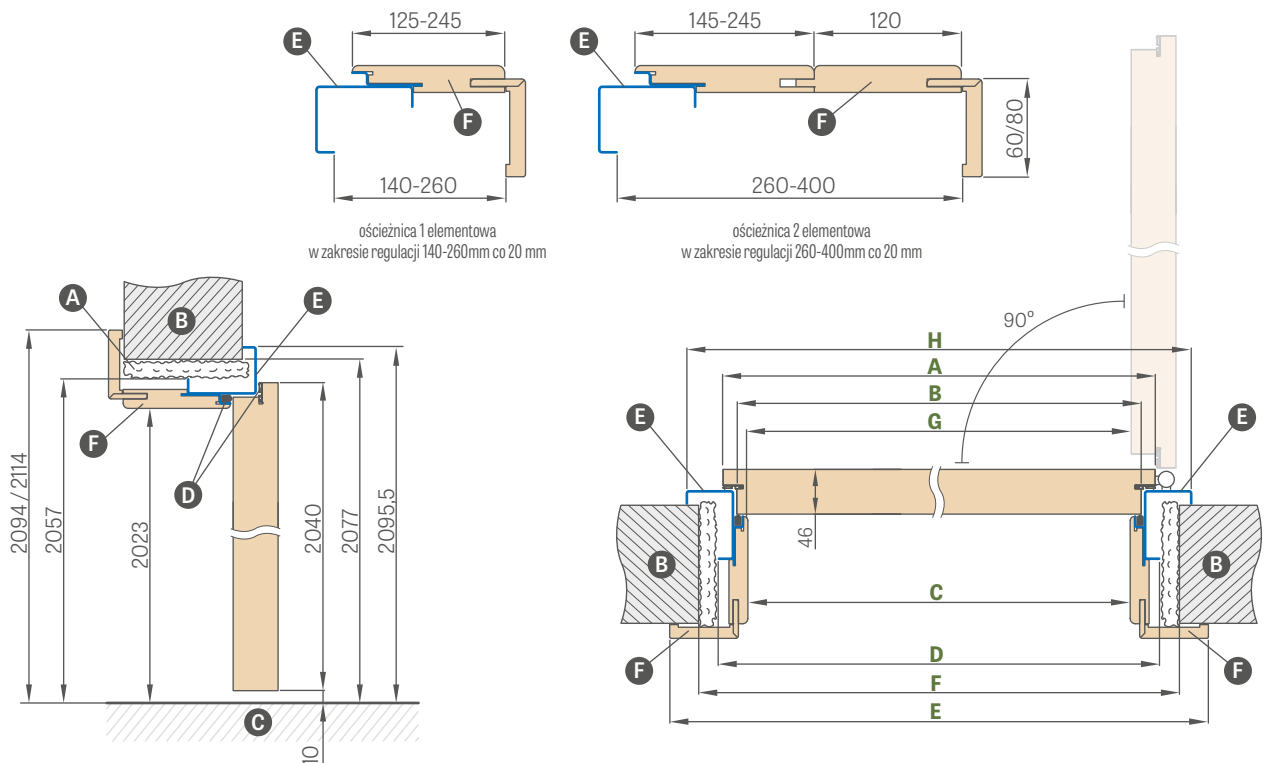 125-245
145-245
120
E
E
F
F
60/80
140-260
260-400
ościeżnica 1 elementowa
w zakresie regulacji 140-260mm co 20 mm
ościeżnica 2 elementowa
w zakresie regulacji 260-400mm co 20 mm
A
B
E
F
D
C
2094 / 2114
2057
2023
2040
2077
2095,5
10
90°
H
A
B
G
E
E
46
B
B
C
F
F
D
F
E